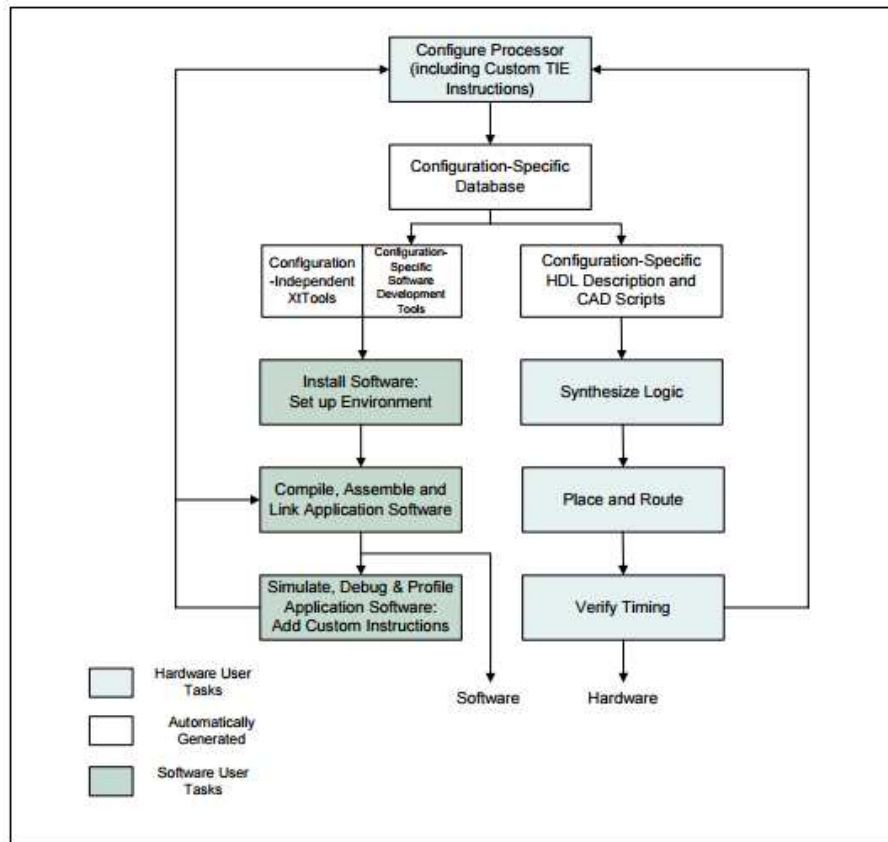 Configure Processor
(including Custom TIE
Instructions)
Configuration-Specific
Database
Configuration
-Independent
XtTools
Configuration-
Specific
Software
Development
Tools
Configuration-Specific
HDL Description and
CAD Scripts
Install Software:
Set up Environment
Synthesize Logic
Compile, Assemble and
Link Application Software
Place and Route
Simulate, Debug & Profile
Application Software:
Add Custom Instructions
Verify Timing
Software
Hardware
Hardware User
Tasks
Automatically
Generated
Software User
Tasks